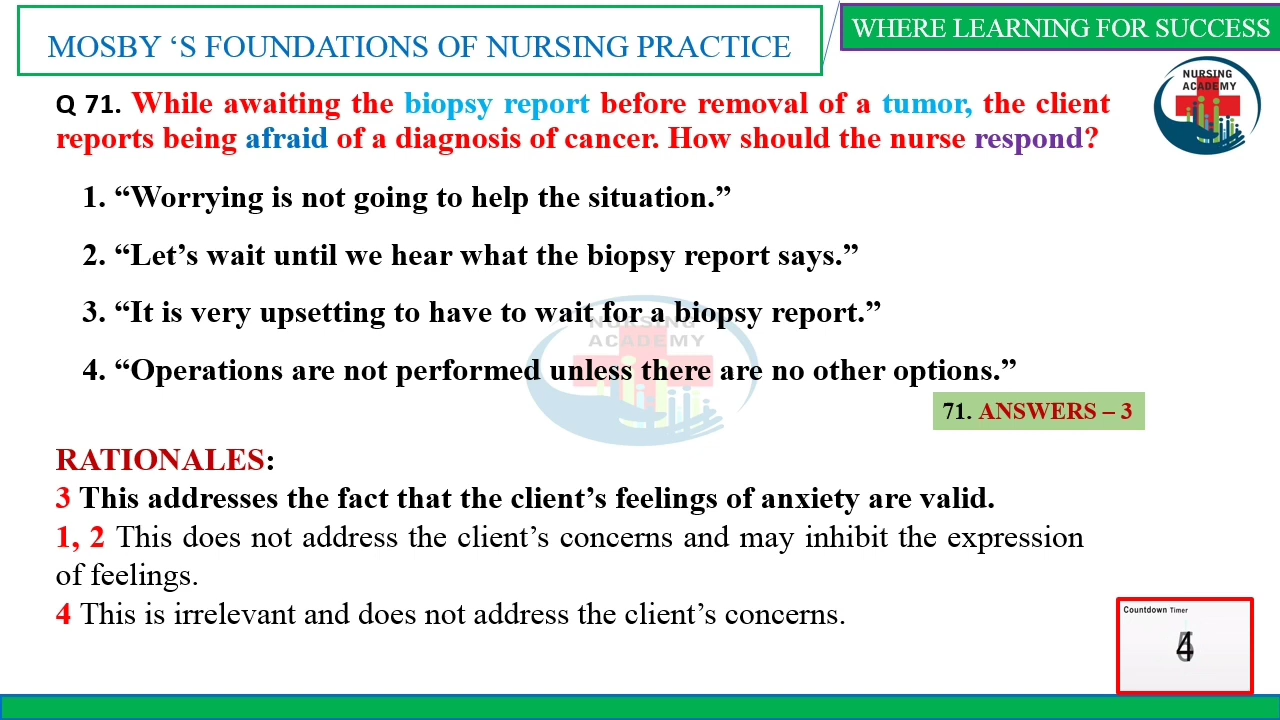 MOSBY ‘S FOUNDATIONS OF NURSING PRACTICE
WHERE LEARNING FOR SUCCESS
NURSING
ACADEMY
Q 71. While awaiting the biopsy report before removal of a tumor, the client
reports being afraid of a diagnosis of cancer. How should the nurse respond?
1. “Worrying is not going to help the situation.”
2. “Let’s wait until we hear what the biopsy report says.”
3. “It is very upsetting to have to wait for a biopsy report.”
NURSING
ACADEMY
4. “Operations are not performed unless there are no other options.”
71. ANSWERS – 3
RATIONALES:
3 This addresses the fact that the client’s feelings of anxiety are valid.
1, 2 This does not address the client’s concerns and may inhibit the expression
of feelings.
4 This is irrelevant and does not address the client’s concerns.
Countdown Timer
4